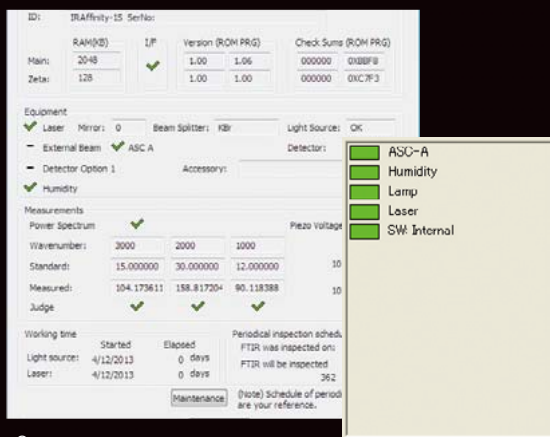 ID: IRAffinity-1S SerNo:
RAM(KB) I/F Version (ROM PRG) Check Sums (ROM PRG)
Main: 2048 1.00 1.06 000000 0XBBF8
Zeta: 128 1.00 1.00 000000 0XC7F3
Equipment
Laser Mirror: 0 Beam Splitter: KBr Light Source: OK
External Beam ASC A Detector:
Detector Option 1 Accessory:
Humidity
Measurements
Power Spectrum Piezo Voltage
Wavenumber: 3000 2000 1000
Standard: 15.000000 30.000000 12.000000 10
Measured: 104.173611 158.817204 90.118388 10
Judge
Working time Periodical inspection schedu
Started Elapsed FTIR was inspected on:
Light source: 4/12/2013 0 days FTIR will be inspected
Laser: 4/12/2013 0 days 362
Maintenance (Note) Schedule of periodi
are your reference.
ASC-A
Humidity
Lamp
Laser
SW: Internal